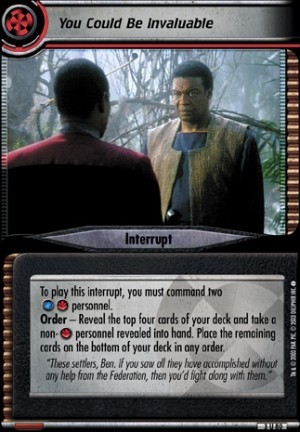 You Could Be Invaluable
Interrupt
To play this interrupt, you must command two
personnel.
Order – Reveal the top four cards of your deck and take a
non- personnel revealed into hand. Place the remaining
cards on the bottom of your deck in any order.
"These settlers, Ben. if you saw all they have accomplished without
any help from the Federation, then you'd fight along with them."